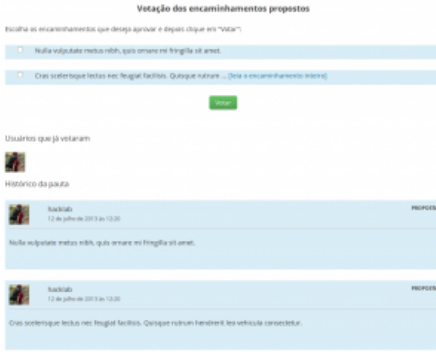 Votação dos encaminhamentos propostos
Escolha os encaminhamentos que deseja aprovar e depois clique em "Votar":
Nulla vulputate metus nibh, quis ornare mi fringilla sit amet.
Cras scelerisque lectus nec feugiat facilisis. Quisque rutrum ... [leia o encaminhamento inteiro]
Votar
Usuários que já votaram
Histórico da pauta
hacklab
PROPOST
12 de julho de 2013 às 12:20
Nulla vulputate metus nibh, quis ornare mi fringilla sit amet.
hacklab
PROPOST
12 de julho de 2013 às 12:20
Cras scelerisque lectus nec feugiat facilisis. Quisque rutrum hendrerit leo vehicula consectetur.